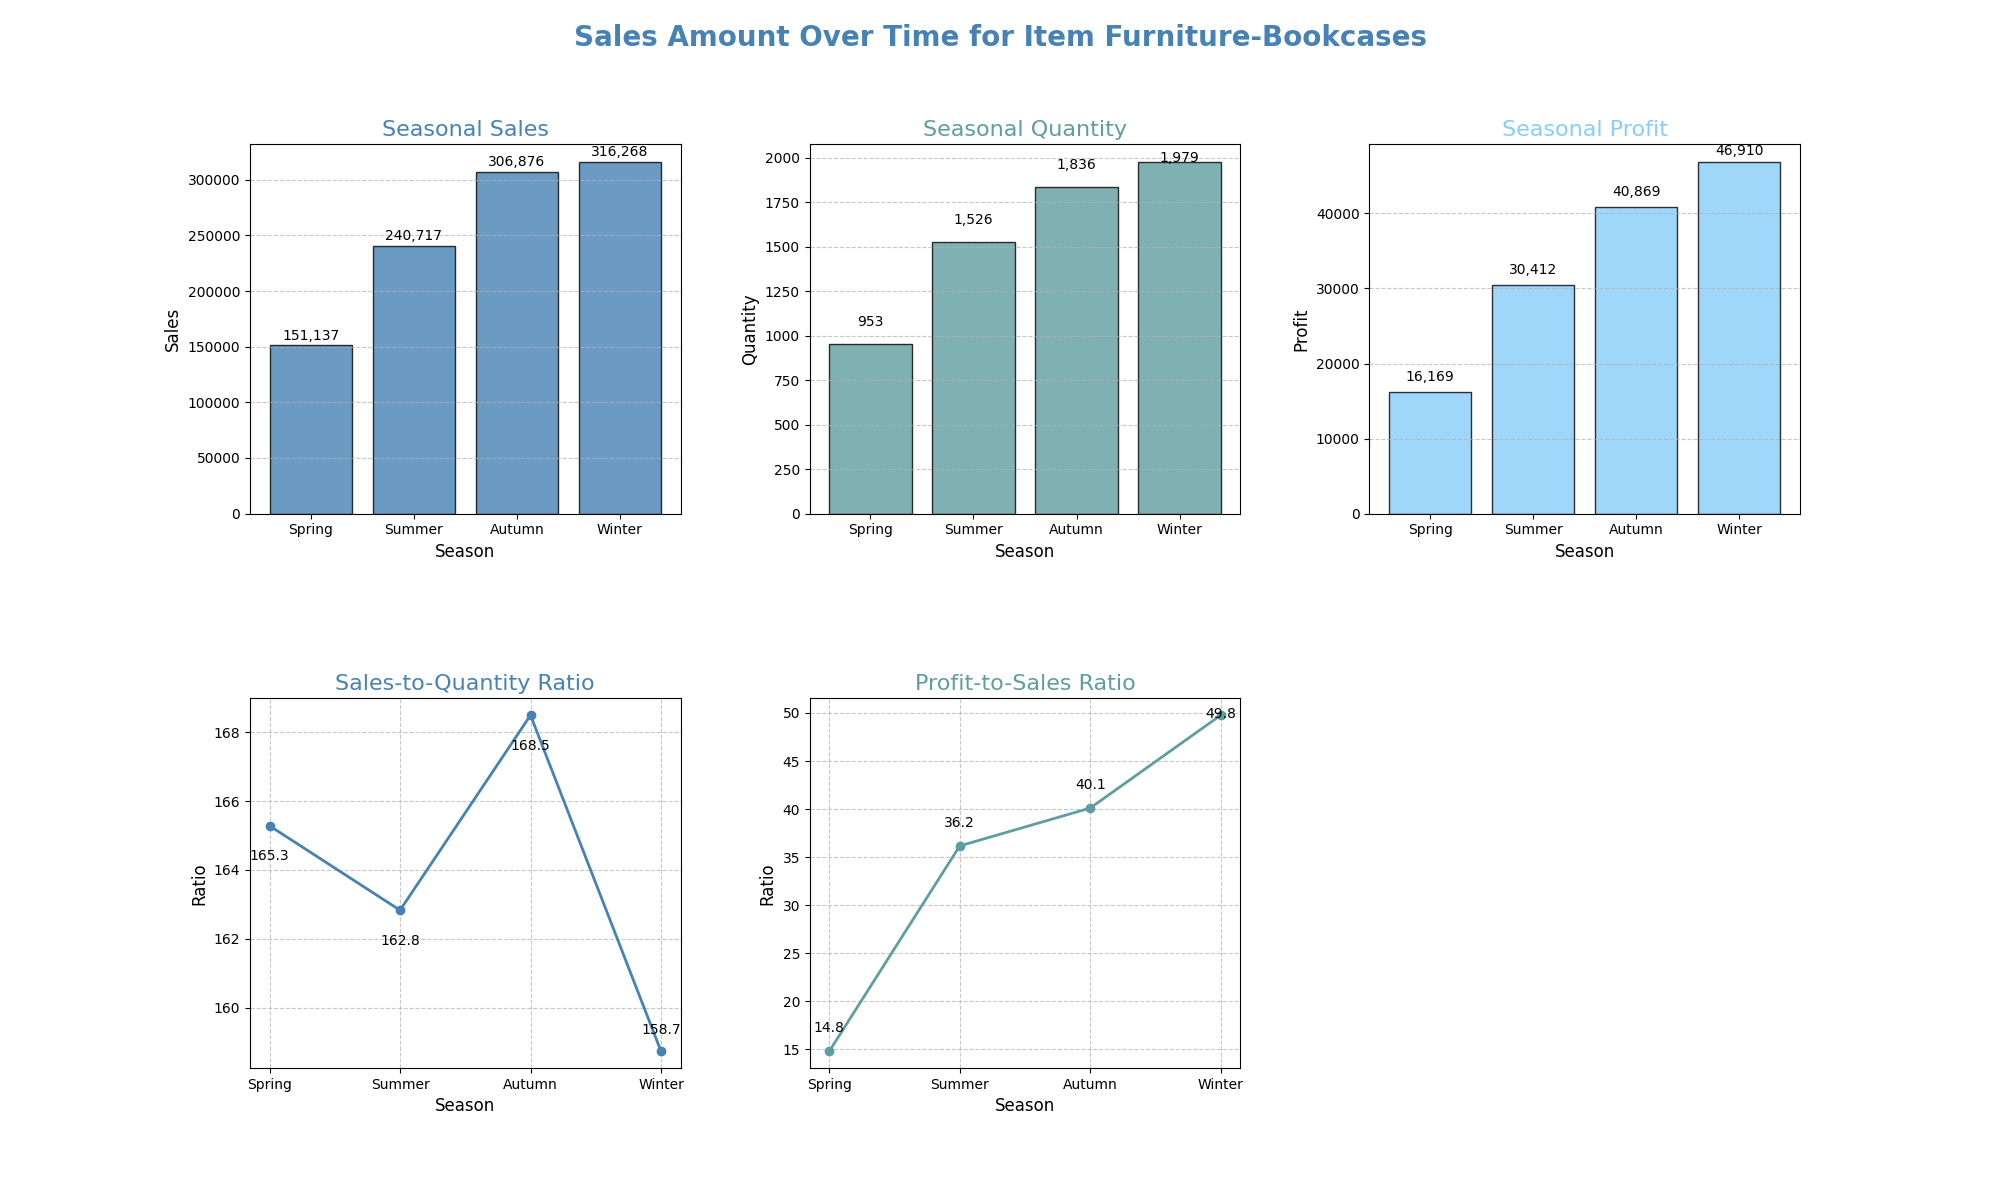 Sales Amount Over Time for Item Furniture-Bookcases
Seasonal Sales
Sales
300000
250000
200000
150000
100000
50000
0
151,137
240,717
306,876
316,268
Spring Summer Autumn Winter
Season
Seasonal Quantity
Quantity
2000
1750
1500
1250
1000
750
500
250
0
953
1,526
1,836
1,979
Spring Summer Autumn Winter
Season
Seasonal Profit
Profit
40000
30000
20000
10000
0
16,169
30,412
40,869
46,910
Spring Summer Autumn Winter
Season
Sales-to-Quantity Ratio
Ratio
168
166
164
162
160
165.3
162.8
168.5
158.7
Spring Summer Autumn Winter
Season
Profit-to-Sales Ratio
Ratio
50
45
40
35
30
25
20
15
14.8
36.2
40.1
49.8
Spring Summer Autumn Winter
Season